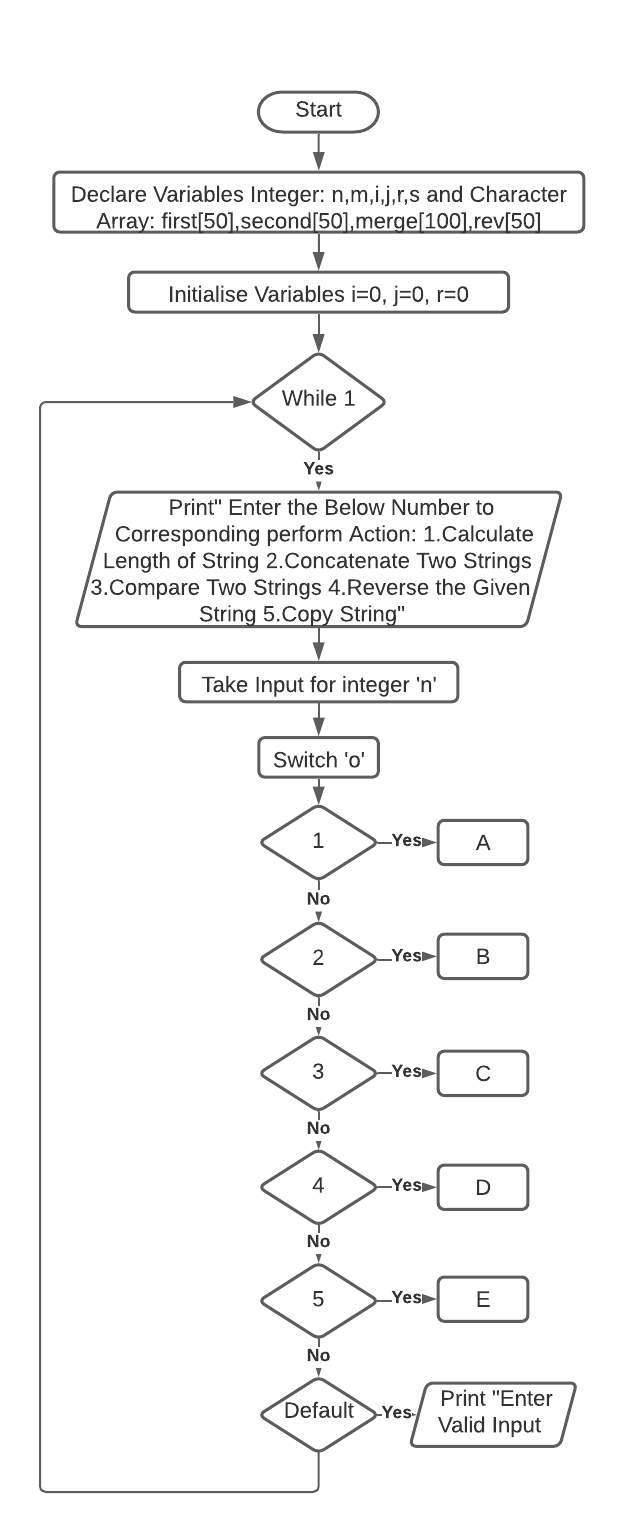 Start
Declare Variables Integer: n,m,i,j,r,s and Character
Array: first[50],second[50],merge[100],rev[50]
Initialise Variables i=0, j=0, r=0
While 1
Yes
Print" Enter the Below Number to
Corresponding perform Action: 1.Calculate
Length of String 2.Concatenate Two Strings
3.Compare Two Strings 4.Reverse the Given
String 5.Copy String"
Take Input for integer 'n'
Switch 'o'
1
Yes
A
No
2
Yes
B
No
3
Yes
C
No
4
Yes
D
No
5
Yes
E
No
Default
Yes
Print "Enter
Valid Input